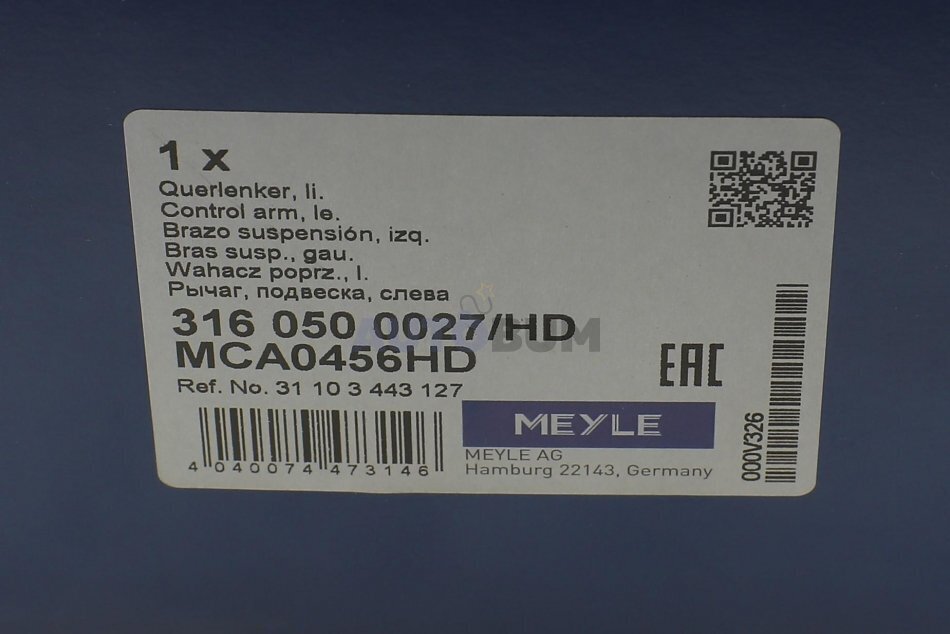 1 x
Querlenker, li.
Control arm, le.
Brazo suspensión, izq.
Bras susp., gau.
Wahacz poprz., l.
Рычаг, подвеска, слева
316 050 0027/HD
AUTOBUM
MCA0456HD
EAC
Ref. No. 31 10 3 443 127
MEYLE
MEYLE AG
Hamburg 22143, Germany
4 040074 473146
000V326